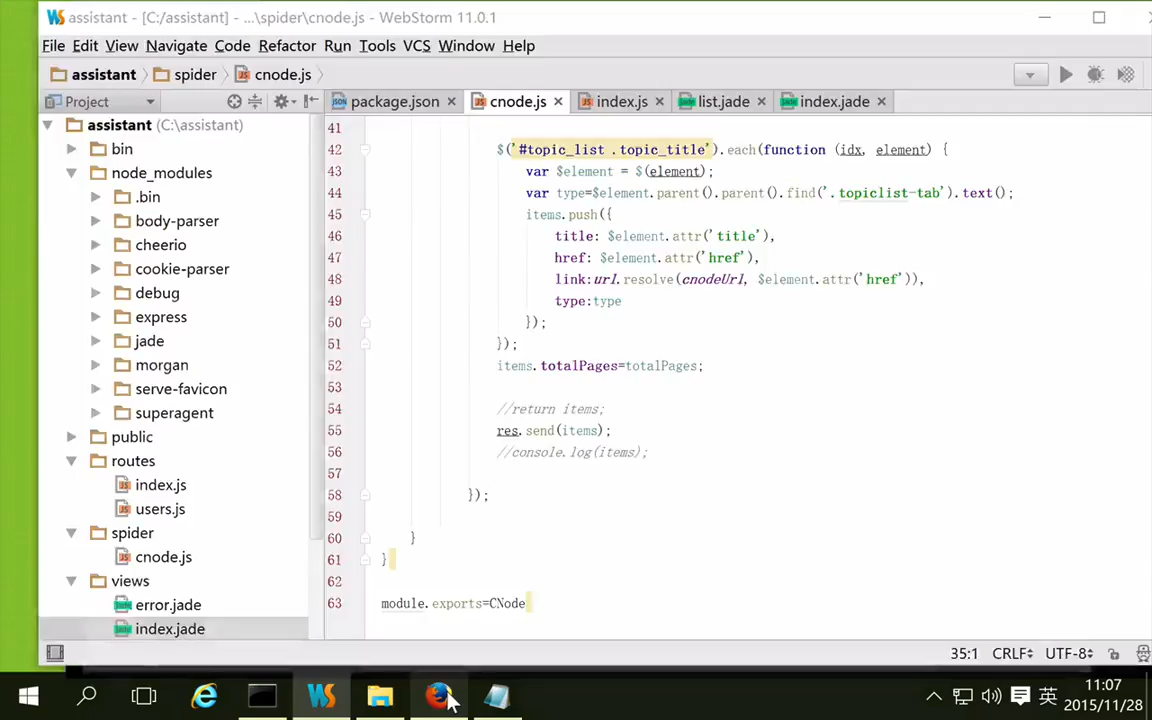 assistant - [C:/assistant] - ...\spider\cnode.js - WebStorm 11.0.1
File Edit View Navigate Code Refactor Run Tools VCS Window Help
assistant spider cnode.js
Project package.json cnode.js index.js list.jade index.jade
assistant (C:\assistant)
bin
node_modules
.bin
body-parser
cheerio
cookie-parser
debug
express
jade
morgan
serve-favicon
superagent
public
routes
index.js
users.js
spider
cnode.js
views
error.jade
index.jade
41
42 $('#topic_list .topic_title').each(function (idx, element) {
43 var $element = $(element);
44 var type=$element.parent().parent().find('.topiclist-tab').text();
45 items.push({
46 title: $element.attr('title'),
47 href: $element.attr('href'),
48 link:url.resolve(cnodeUrl, $element.attr('href')),
49 type:type
50 });
51 });
52 items.totalPages=totalPages;
53
54 //return items;
55 res.send(items);
56 //console.log(items);
57
58 });
59
60 }
61 }
62
63 module.exports=CNode
35:1 CRLF UTF-8
英 11:07
2015/11/28